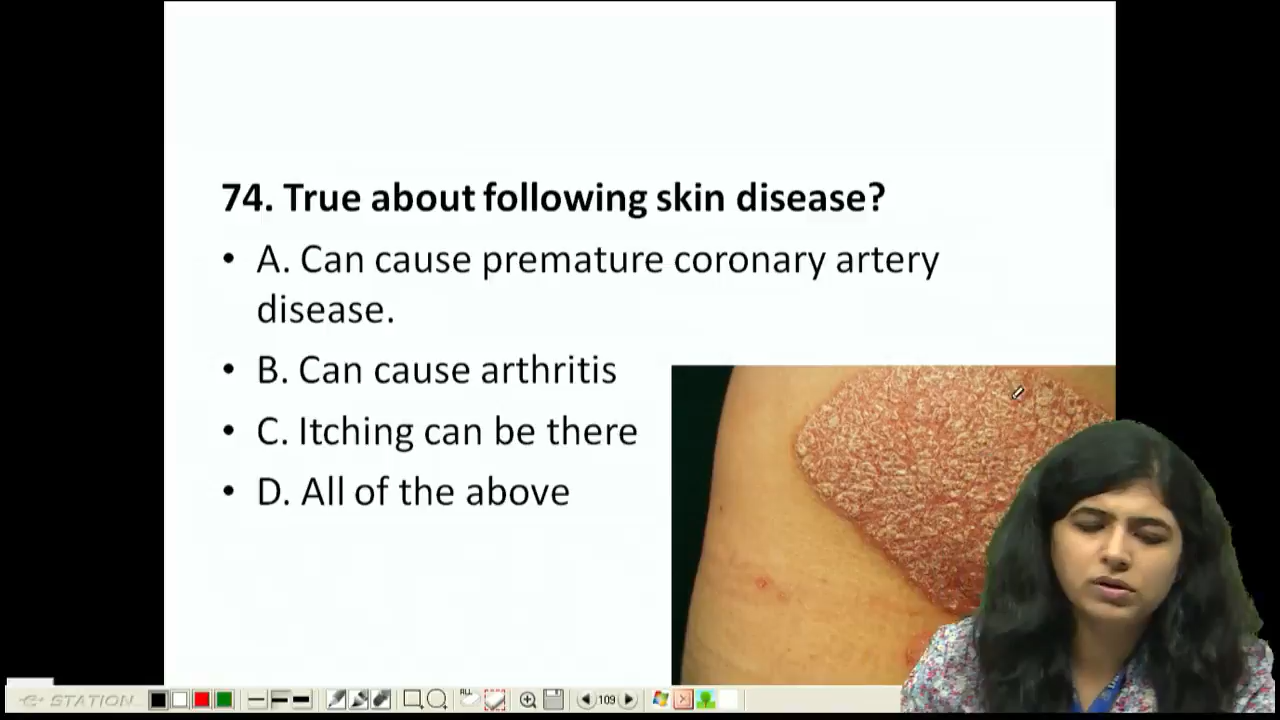 74. True about following skin disease?
• A. Can cause premature coronary artery
disease.
• B. Can cause arthritis
• C. Itching can be there
• D. All of the above
e+ STATION
ALL
109